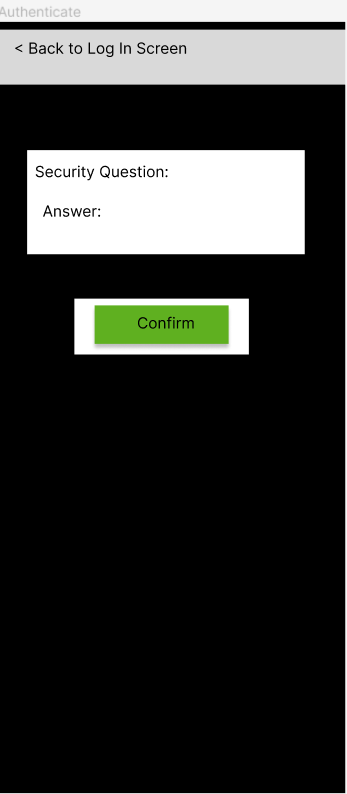 Authenticate
< Back to Log In Screen
Security Question:
Answer:
Confirm